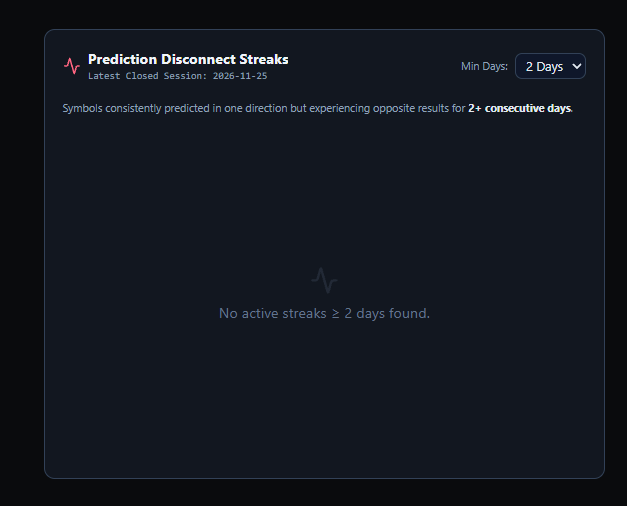 Prediction Disconnect Streaks
Latest Closed Session: 2026-11-25
Min Days: 2 Days
Symbols consistently predicted in one direction but experiencing opposite results for 2+ consecutive days.
No active streaks ≥ 2 days found.